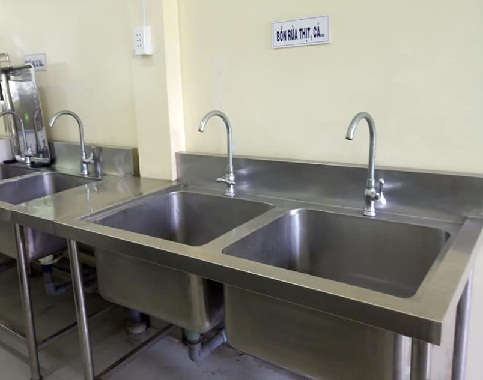 BỒN RỬA THỊT, CÁ...